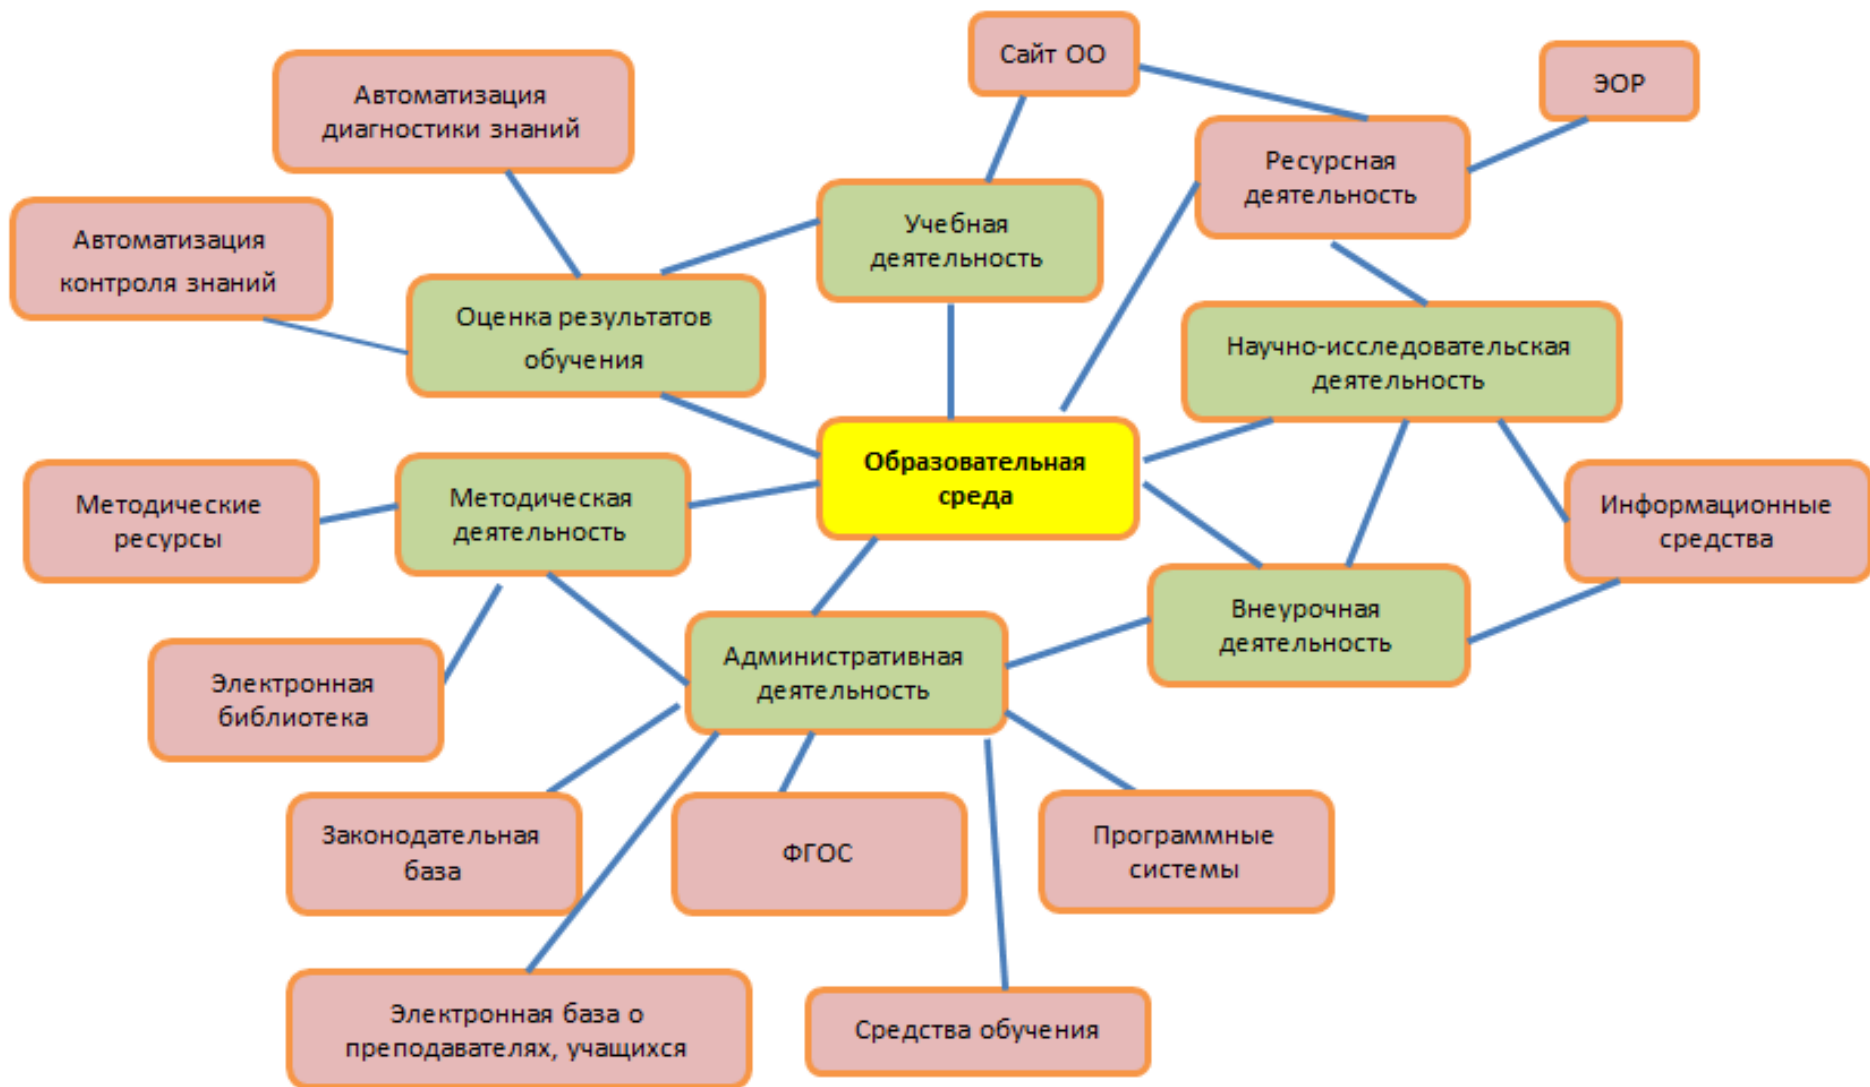 Сайт ОО
ЭОР
Автоматизация
диагностики знаний
Ресурсная
деятельность
Учебная
деятельность
Автоматизация
контроля знаний
Оценка результатов
обучения
Научно-исследовательская
деятельность
Образовательная
среда
Методические
ресурсы
Методическая
деятельность
Информационные
средства
Внеурочная
деятельность
Административная
деятельность
Электронная
библиотека
Законодательная
база
ФГОС
Программные
системы
Электронная база о
преподавателях, учащихся
Средства обучения